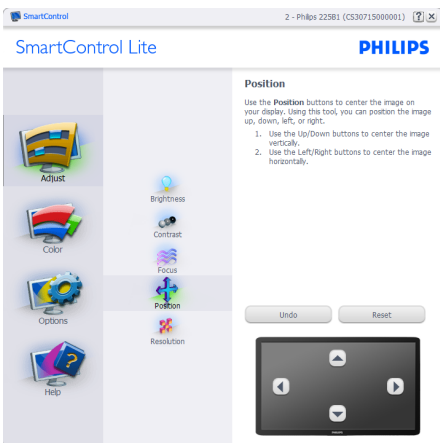 SmartControl
2 - Philips 225B1 (CS30715000001)
SmartControl Lite
PHILIPS
Adjust
Color
Options
Help
Brightness
Contrast
Focus
Position
Resolution
Position
Use the Position buttons to center the image on
your display. Using this tool, you can position the image
up, down, left, or right.
1. Use the Up/Down buttons to center the image
vertically.
2. Use the Left/Right buttons to center the image
horizontally.
Undo
Reset
PHILIPS